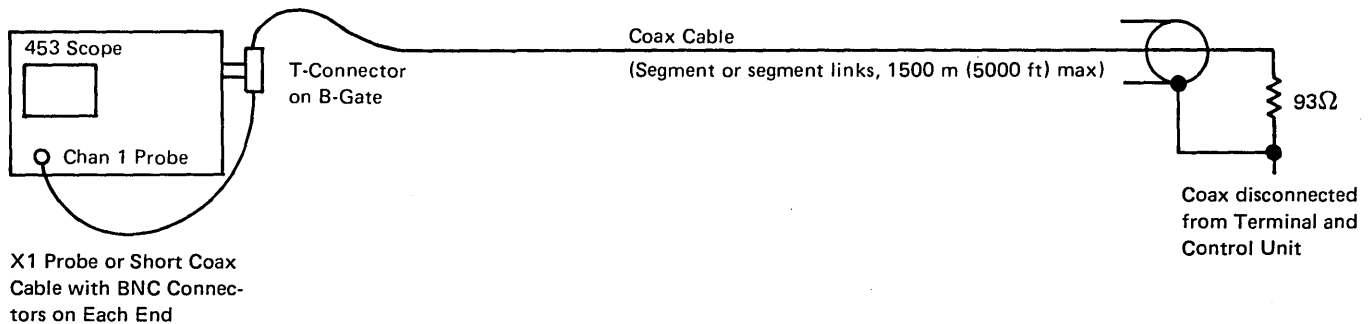 453 Scope
Chan 1 Probe
T-Connector
on B-Gate
Coax Cable
(Segment or segment links, 1500 m (5000 ft) max)
93Ω
Coax disconnected
from Terminal and
Control Unit
X1 Probe or Short Coax
Cable with BNC Connec-
tors on Each End